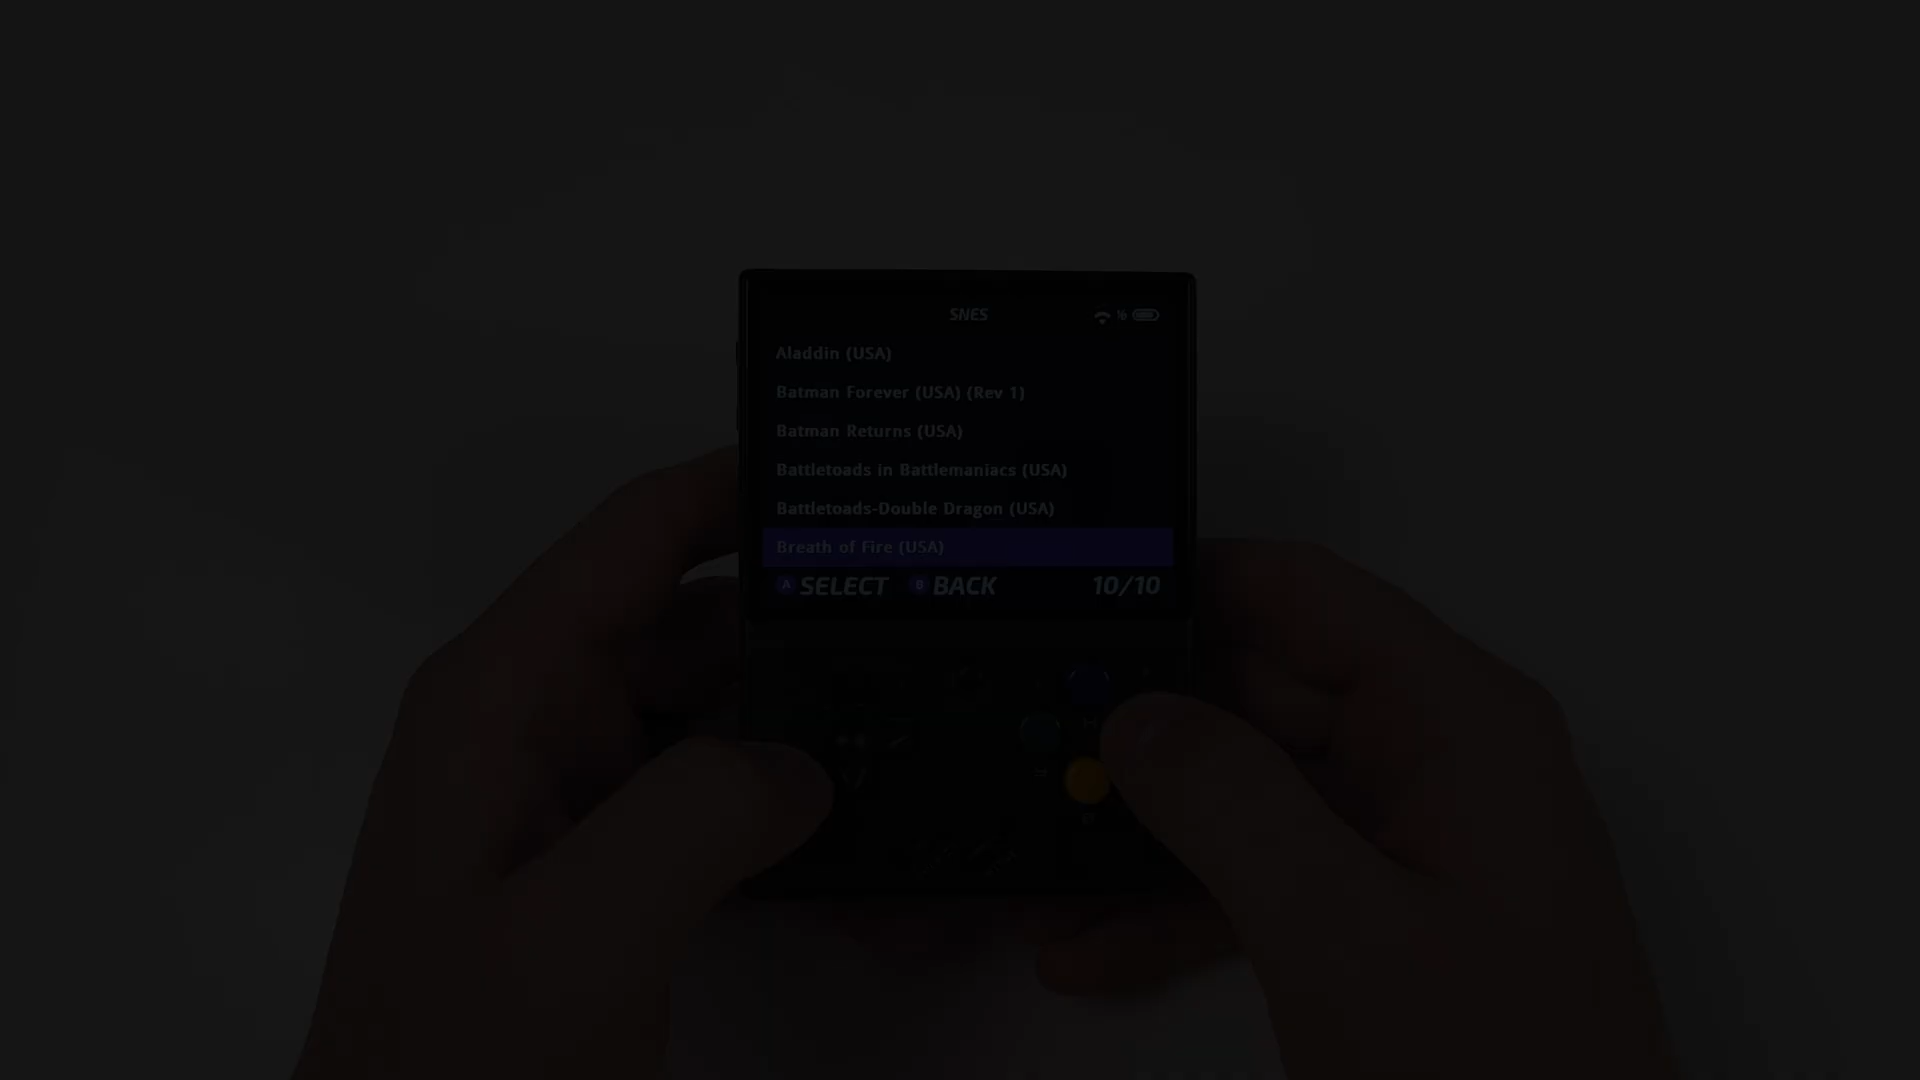 SNES 16
Aladdin (USA)
Batman Forever (USA) (Rev 1)
Batman Returns (USA)
Battletoads in Battlemaniacs (USA)
Battletoads-Double Dragon (USA)
Breath of Fire (USA)
A SELECT B BACK 10/10